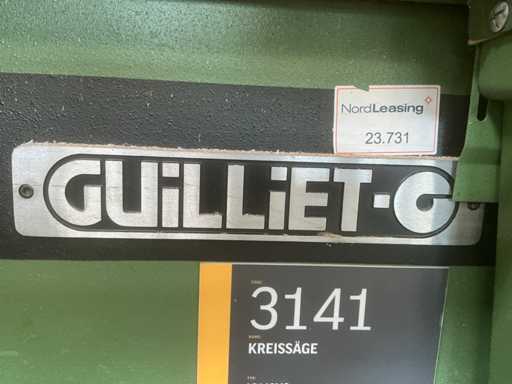 NordLeasing
23.731
GUiLLiET-G
3141
KREISSÄGE